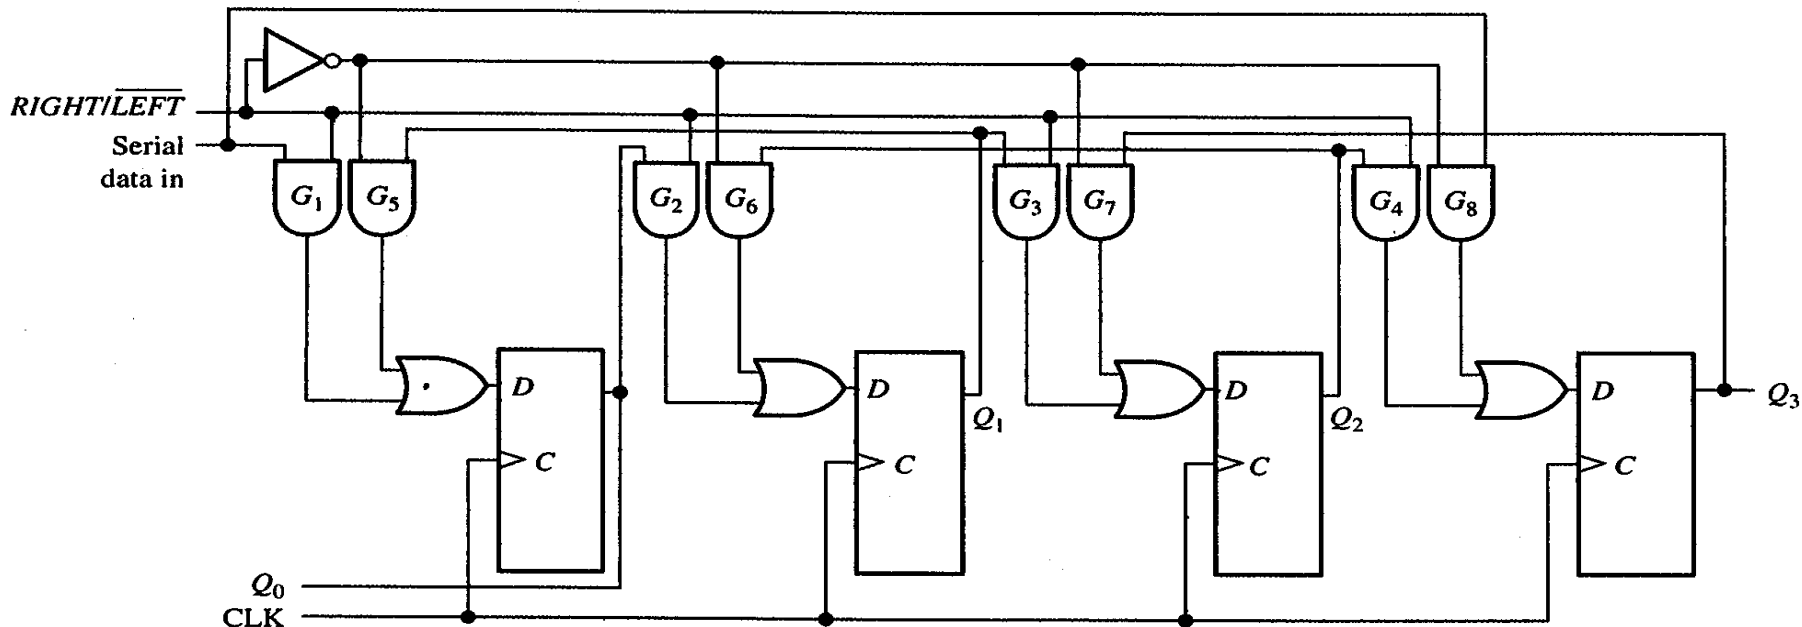 RIGHT/LEFT
Serial
data in
G1
G5
G2
G6
G3
G7
G4
G8
D
D
D
D
Q1
Q2
Q3
C
C
C
C
Q0
CLK